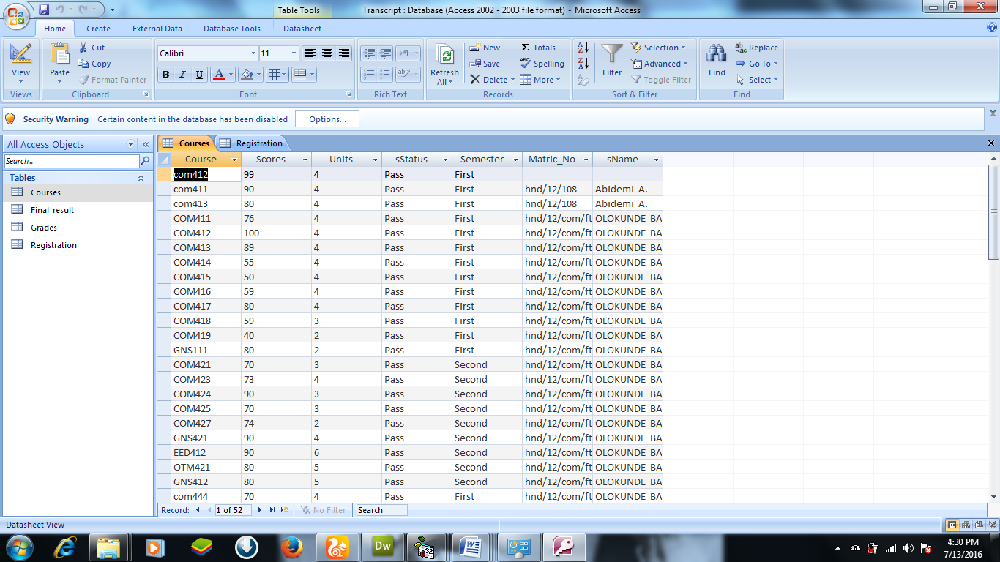 Table Tools
Transcript : Database (Access 2002 - 2003 file format) - Microsoft Access
Home Create External Data Database Tools Datasheet
View
Views
Paste
Cut
Copy
Format Painter
Clipboard
Calibri 11
B I U A
Font
Rich Text
Refresh All
New
Save
Delete
Σ Totals
ABC Spelling
More
Records
A Z
Z A
Filter
Selection
Advanced
Toggle Filter
Sort & Filter
Find
Replace
Go To
Select
Find
Security Warning Certain content in the database has been disabled Options...
All Access Objects
Search...
Tables
Courses
Final_result
Grades
Registration
Courses Registration
Course Scores Units sStatus Semester Matric_No sName
com412 99 4 Pass First
com411 90 4 Pass First hnd/12/108 Abidemi A.
com413 80 4 Pass First hnd/12/108 Abidemi A.
COM411 76 4 Pass First hnd/12/com/ft OLOKUNDE BA
COM412 100 4 Pass First hnd/12/com/ft OLOKUNDE BA
COM413 89 4 Pass First hnd/12/com/ft OLOKUNDE BA
COM414 55 4 Pass First hnd/12/com/ft OLOKUNDE BA
COM415 50 4 Pass First hnd/12/com/ft OLOKUNDE BA
COM416 59 4 Pass First hnd/12/com/ft OLOKUNDE BA
COM417 80 4 Pass First hnd/12/com/ft OLOKUNDE BA
COM418 59 3 Pass First hnd/12/com/ft OLOKUNDE BA
COM419 40 2 Pass First hnd/12/com/ft OLOKUNDE BA
GNS111 80 2 Pass First hnd/12/com/ft OLOKUNDE BA
COM421 70 3 Pass Second hnd/12/com/ft OLOKUNDE BA
COM423 73 4 Pass Second hnd/12/com/ft OLOKUNDE BA
COM424 90 3 Pass Second hnd/12/com/ft OLOKUNDE BA
COM425 70 3 Pass Second hnd/12/com/ft OLOKUNDE BA
COM427 74 2 Pass Second hnd/12/com/ft OLOKUNDE BA
GNS421 90 4 Pass Second hnd/12/com/ft OLOKUNDE BA
EED412 90 6 Pass Second hnd/12/com/ft OLOKUNDE BA
OTM421 80 5 Pass Second hnd/12/com/ft OLOKUNDE BA
GNS412 80 5 Pass Second hnd/12/com/ft OLOKUNDE BA
com444 70 4 Pass First hnd/12/com/ft OLOKUNDE BA
Record: 1 of 52 No Filter Search
Datasheet View
Dw
32
4:30 PM
7/13/2016